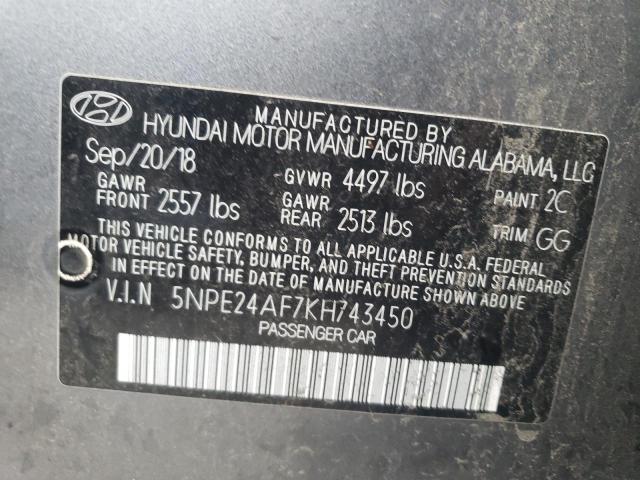 MANUFACTURED BY
HYUNDAI MOTOR MANUFACTURING ALABAMA, LLC
Sep/20/18
GVWR 4497 lbs
PAINT 2C
GAWR FRONT 2557 lbs
GAWR REAR 2513 lbs
TRIM GG
THIS VEHICLE CONFORMS TO ALL APPLICABLE U.S.A. FEDERAL
MOTOR VEHICLE SAFETY, BUMPER, AND THEFT PREVENTION STANDARDS
IN EFFECT ON THE DATE OF MANUFACTURE SHOWN ABOVE.
V.I.N 5NPE24AF7KH743450
PASSENGER CAR